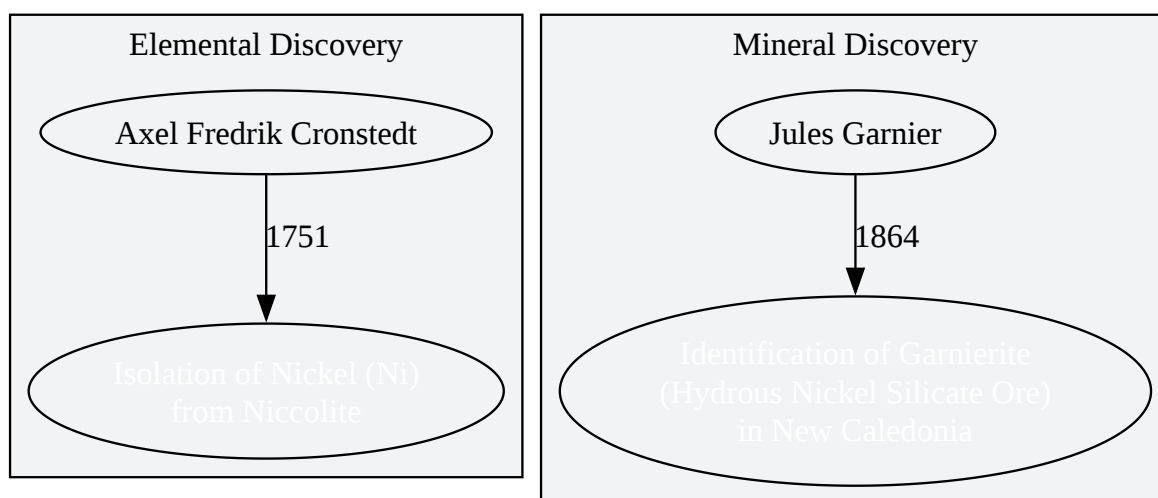 Elemental Discovery
Axel Fredrik Cronstedt
1751
Isolation of Nickel (Ni)
from Niccolite
Mineral Discovery
Jules Garnier
1864
Identification of Garnierite
(Hydrous Nickel Silicate Ore)
in New Caledonia